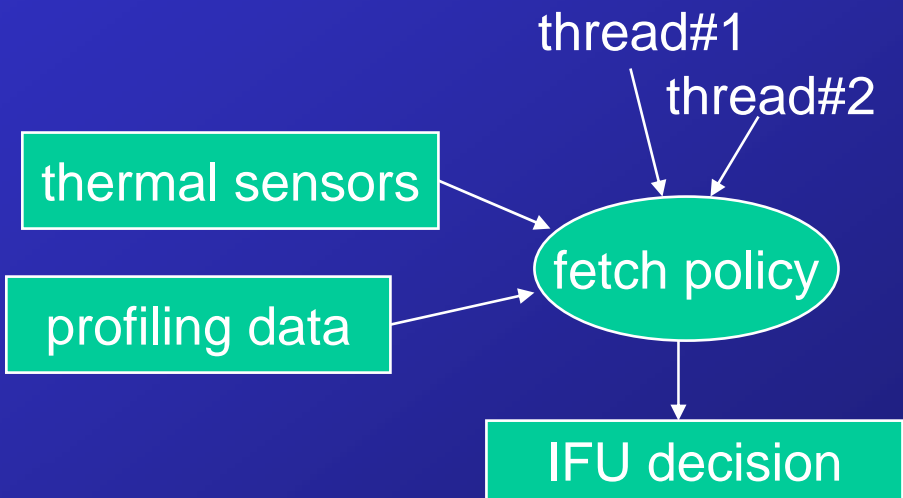 thread#1
thread#2
thermal sensors
fetch policy
profiling data
IFU decision